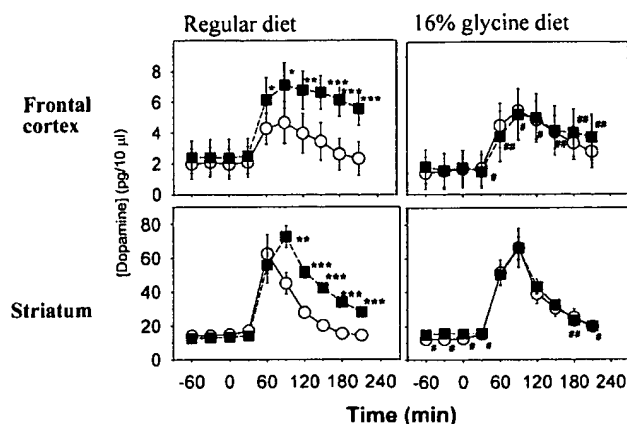 Regular diet
16% glycine diet
Frontal cortex
[Dopamine] (pg/10 µl)
8
6
4
2
0
* * ** *** *** ***
# ## # # ## ## ##
Striatum
80
60
40
20
0
** *** *** *** ***
# # # # ## #
-60 0 60 120 180 240
-60 0 60 120 180 240
Time (min)